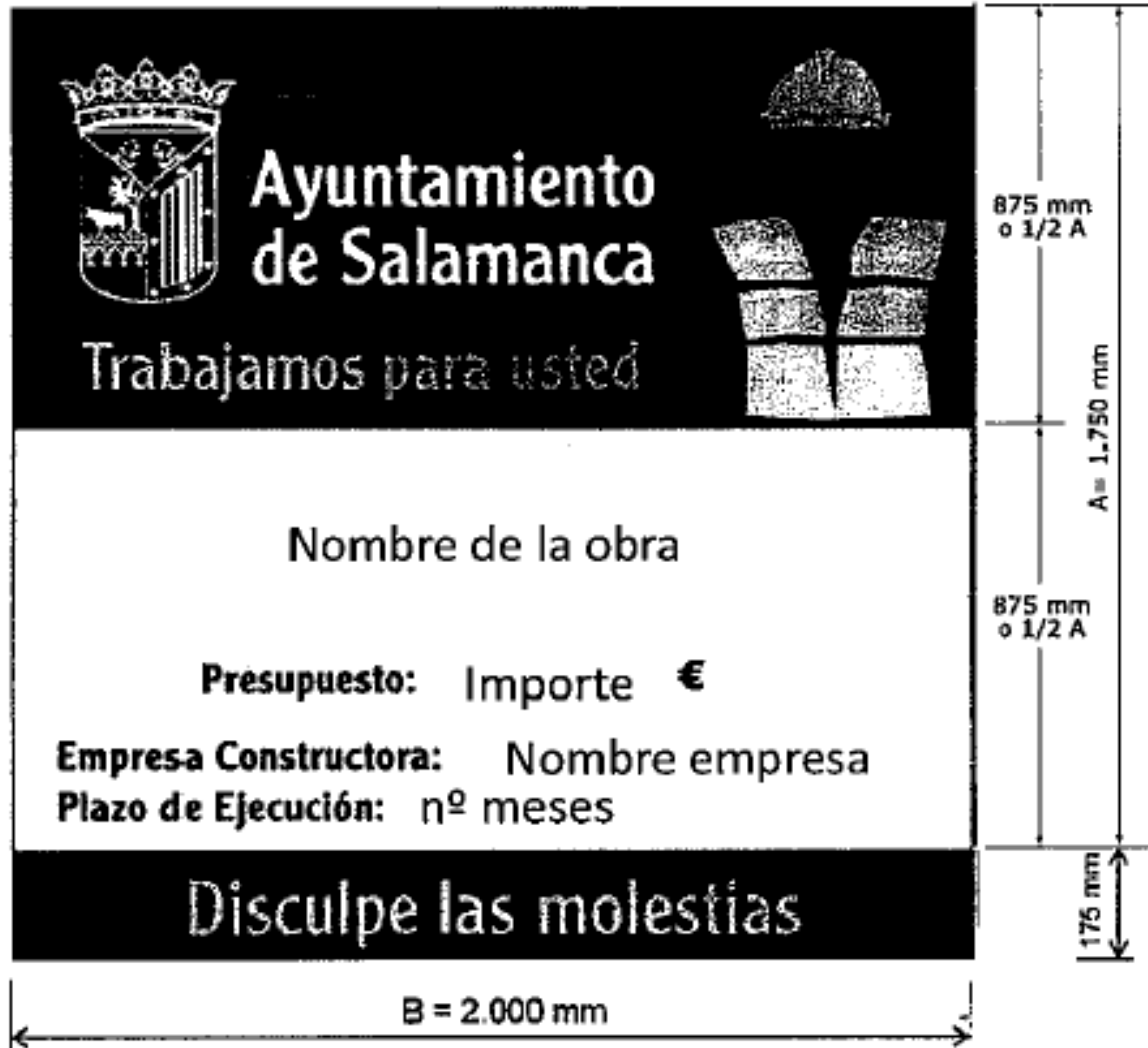 Ayuntamiento
de Salamanca
Trabajamos para usted
Nombre de la obra
Presupuesto: Importe €
Empresa Constructora: Nombre empresa
Plazo de Ejecución: nº meses
Disculpe las molestias
875 mm
o 1/2 A
A= 1.750 mm
875 mm
o 1/2 A
175 mm
B = 2.000 mm